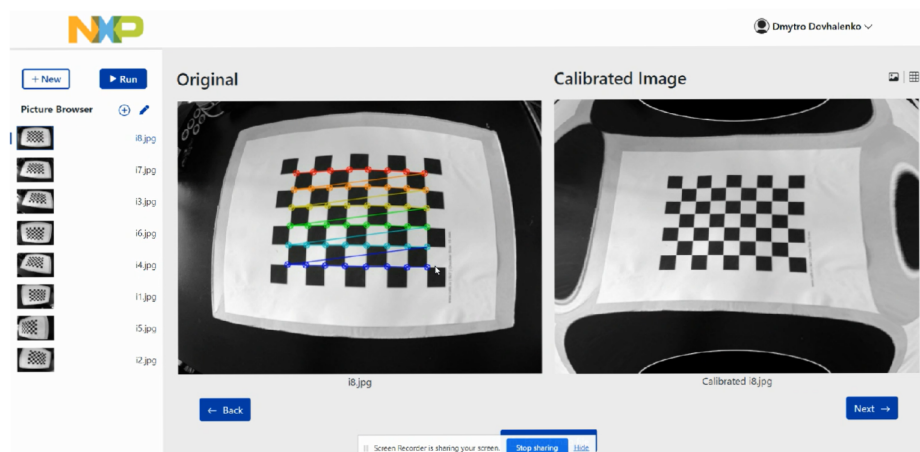 NXP
Dmytro Dovhalenko
+ New
Run
Original
Calibrated Image
Picture Browser
i8.jpg
i7.jpg
i3.jpg
i6.jpg
i4.jpg
i1.jpg
i5.jpg
i2.jpg
i8.jpg
Calibrated i8.jpg
← Back
Next →
Screen Recorder is sharing your screen.
Stop sharing
Hide